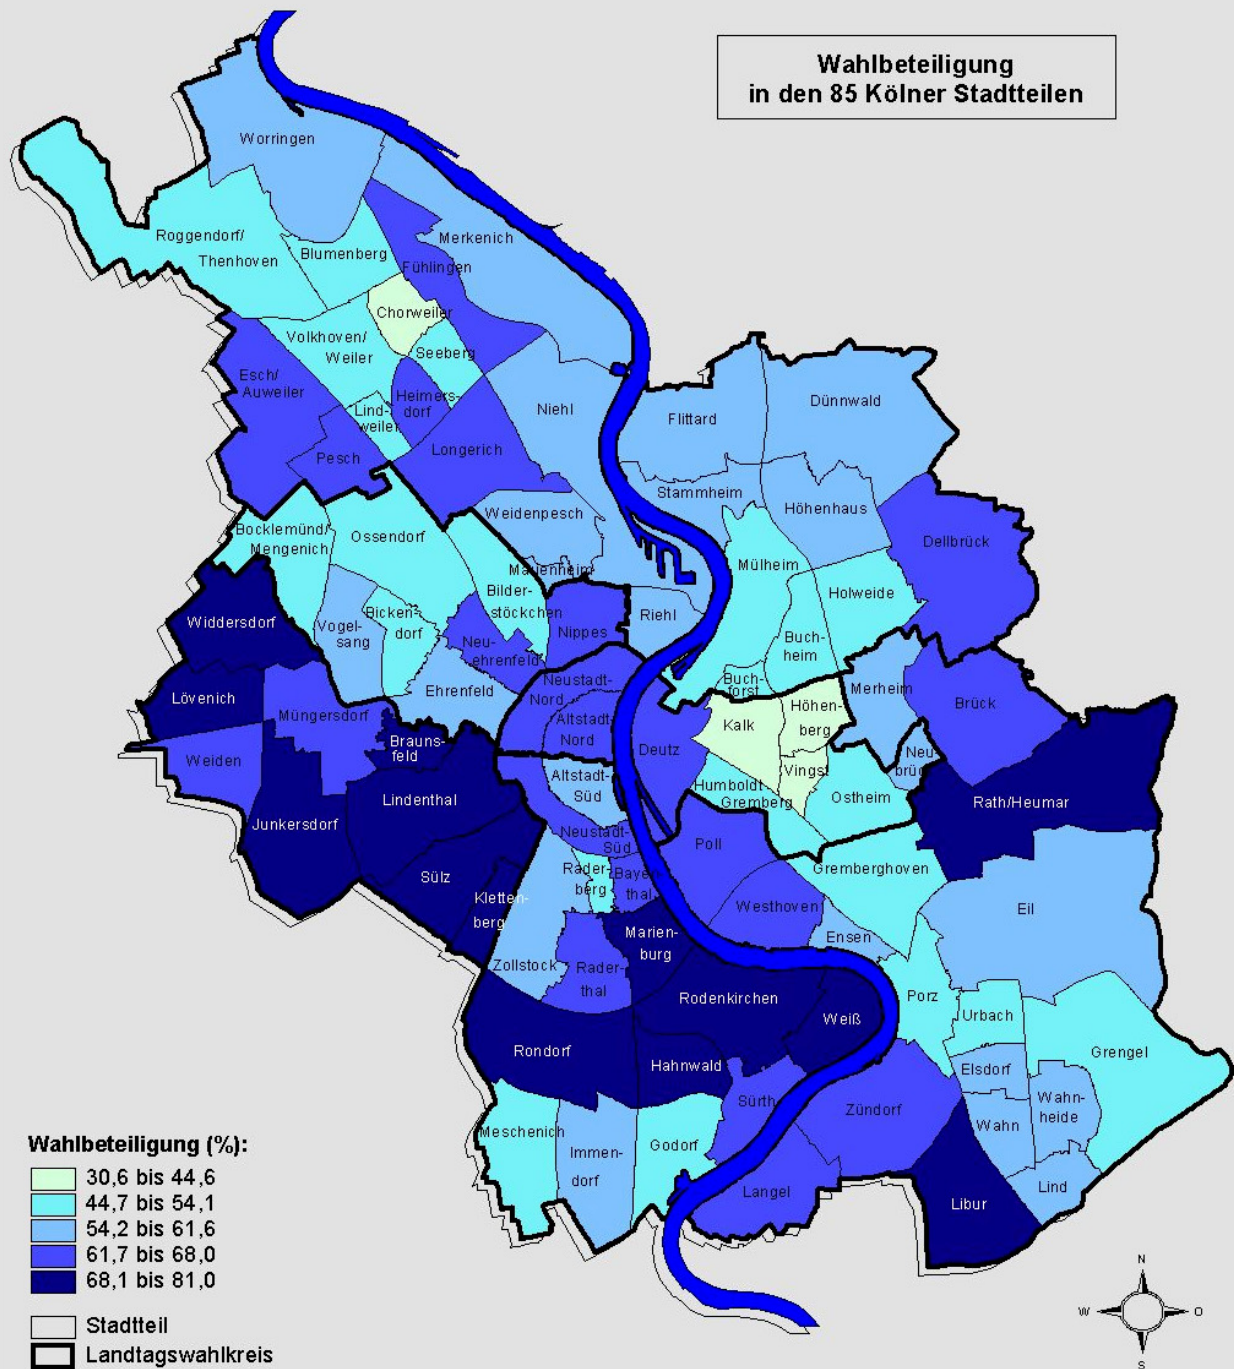 Wahlbeteiligung
in den 85 Kölner Stadtteilen
Worringen
Roggendorf/
Thenhoven
Blumenberg
Merkenich
Fühlingen
Chorweiler
Volkhoven/
Weiler
Seeberg
Esch/
Auweiler
Heimers-
dorf
Lind-
weiler
Pesch
Longerich
Niehl
Flittard
Dünnwald
Stammheim
Höhenhaus
Dellbrück
Weidenpesch
Bocklemünd/
Mengenich
Ossendorf
Mauenheim
Bilder-
stöckchen
Mülheim
Holweide
Widdersdorf
Vogel-
sang
Bicken-
dorf
Neu-
ehrenfeld
Nippes
Riehl
Buch-
heim
Buch-
forst
Lövenich
Müngersdorf
Ehrenfeld
Neustadt-
Nord
Altstadt-
Nord
Deutz
Kalk
Höhen-
berg
Vingst
Merheim
Brück
Neu-
brück
Weiden
Brauns-
feld
Lindenthal
Junkersdorf
Altstadt-
Süd
Neustadt-
Süd
Humboldt
Gremberg
Ostheim
Rath/Heumar
Sülz
Kletten-
berg
Rader-
berg
Bayen-
thal
Poll
Gremberghoven
Westhoven
Ensen
Eil
Zollstock
Rader-
thal
Marien-
burg
Rodenkirchen
Weiß
Porz
Urbach
Grengel
Rondorf
Hahnwald
Elsdorf
Wahn-
heide
Sürth
Zündorf
Wahn
Meschenich
Immen-
dorf
Godorf
Langel
Libur
Lind
Wahlbeteiligung (%):
30,6 bis 44,6
44,7 bis 54,1
54,2 bis 61,6
61,7 bis 68,0
68,1 bis 81,0
Stadtteil
Landtagswahlkreis
N
W O
S